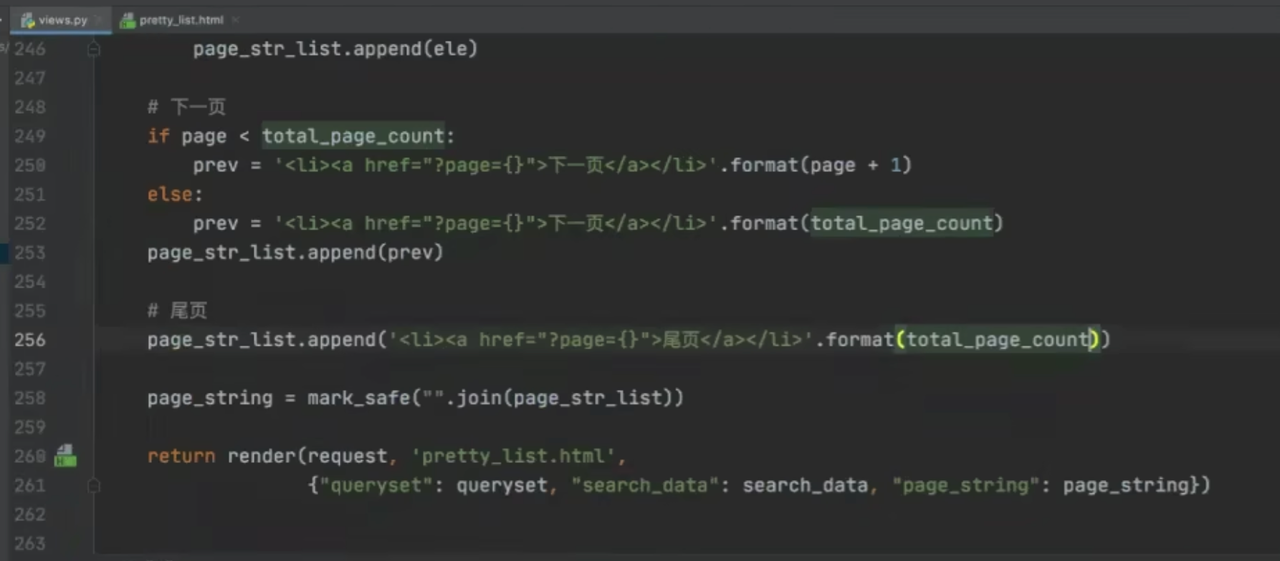 views.py pretty_list.html
246 page_str_list.append(ele)
247
248 # 下一页
249 if page < total_page_count:
250 prev = '<li><a href="?page={}">下一页</a></li>'.format(page + 1)
251 else:
252 prev = '<li><a href="?page={}">下一页</a></li>'.format(total_page_count)
253 page_str_list.append(prev)
254
255 # 尾页
256 page_str_list.append('<li><a href="?page={}">尾页</a></li>'.format(total_page_count))
257
258 page_string = mark_safe("".join(page_str_list))
259
260 return render(request, 'pretty_list.html',
261 {"queryset": queryset, "search_data": search_data, "page_string": page_string})
262
263